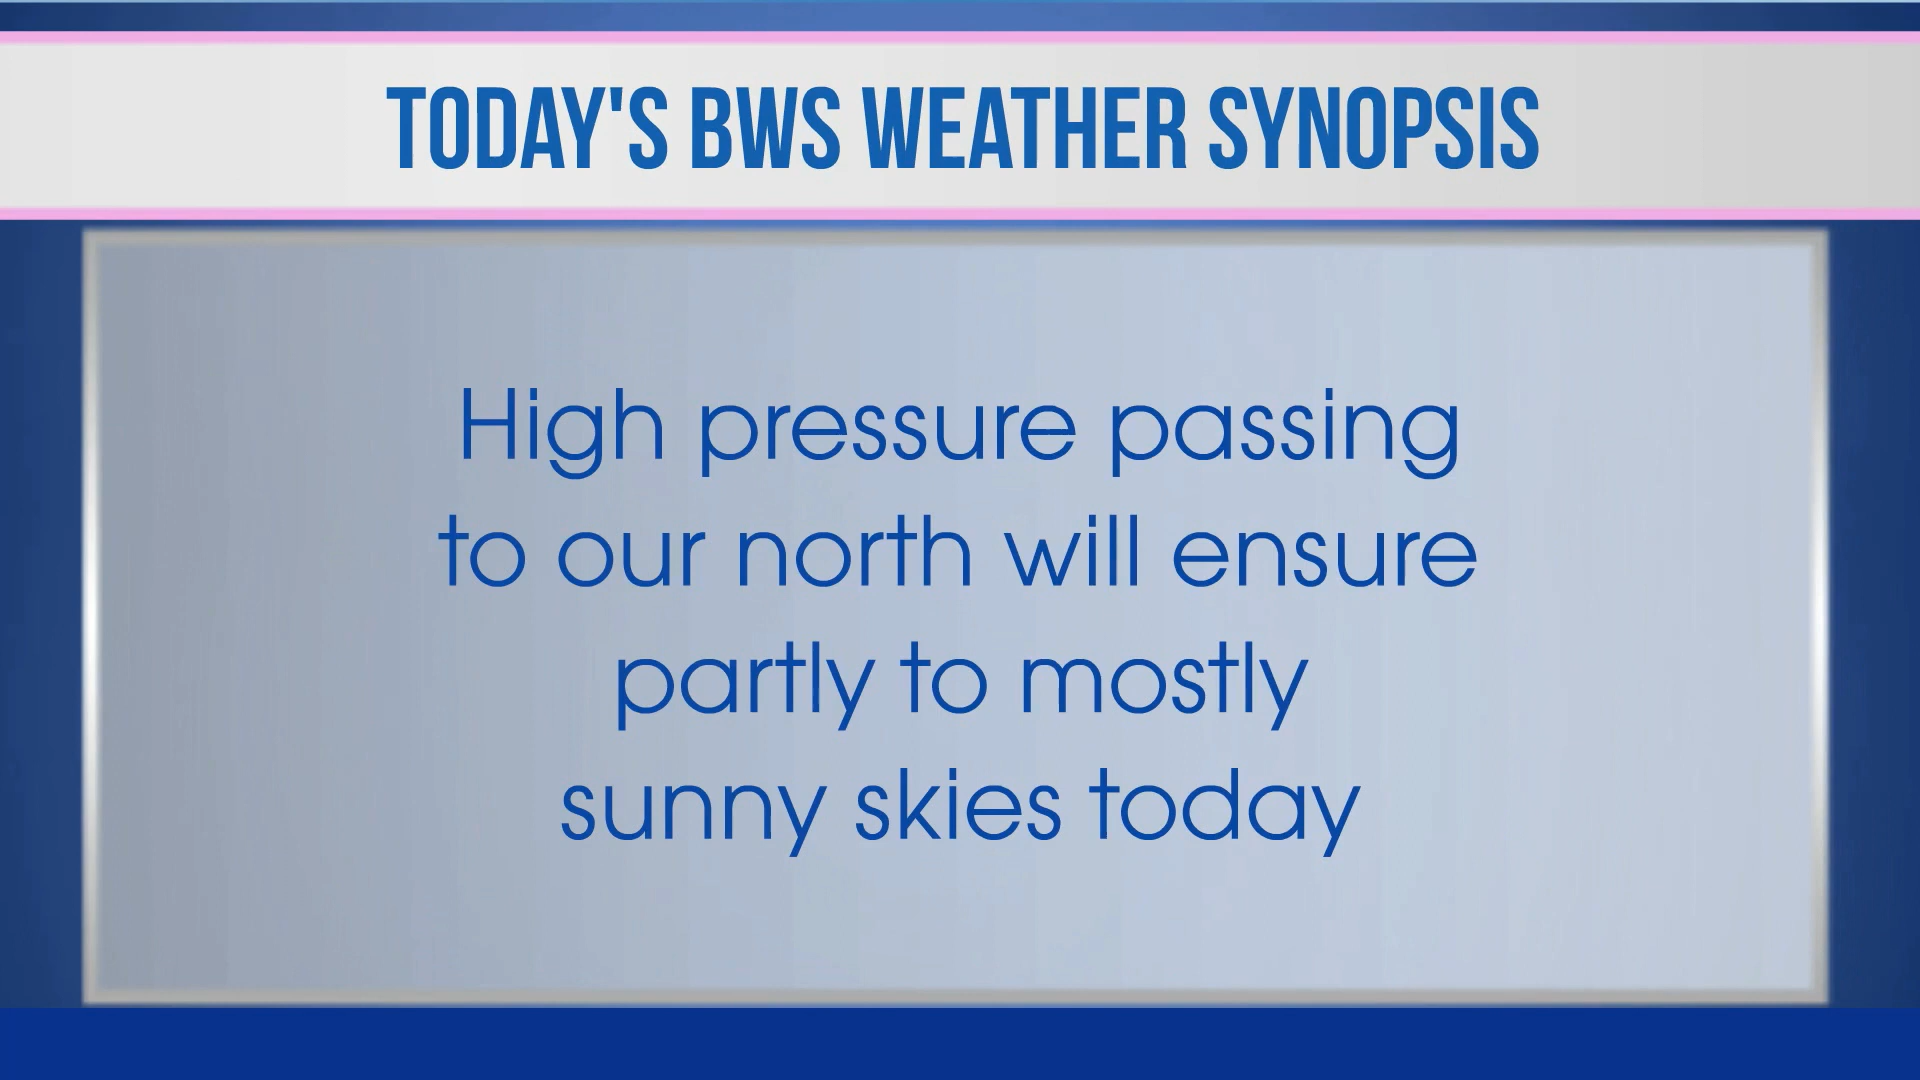 TODAY'S BWS WEATHER SYNOPSIS
High pressure passing
to our north will ensure
partly to mostly
sunny skies today